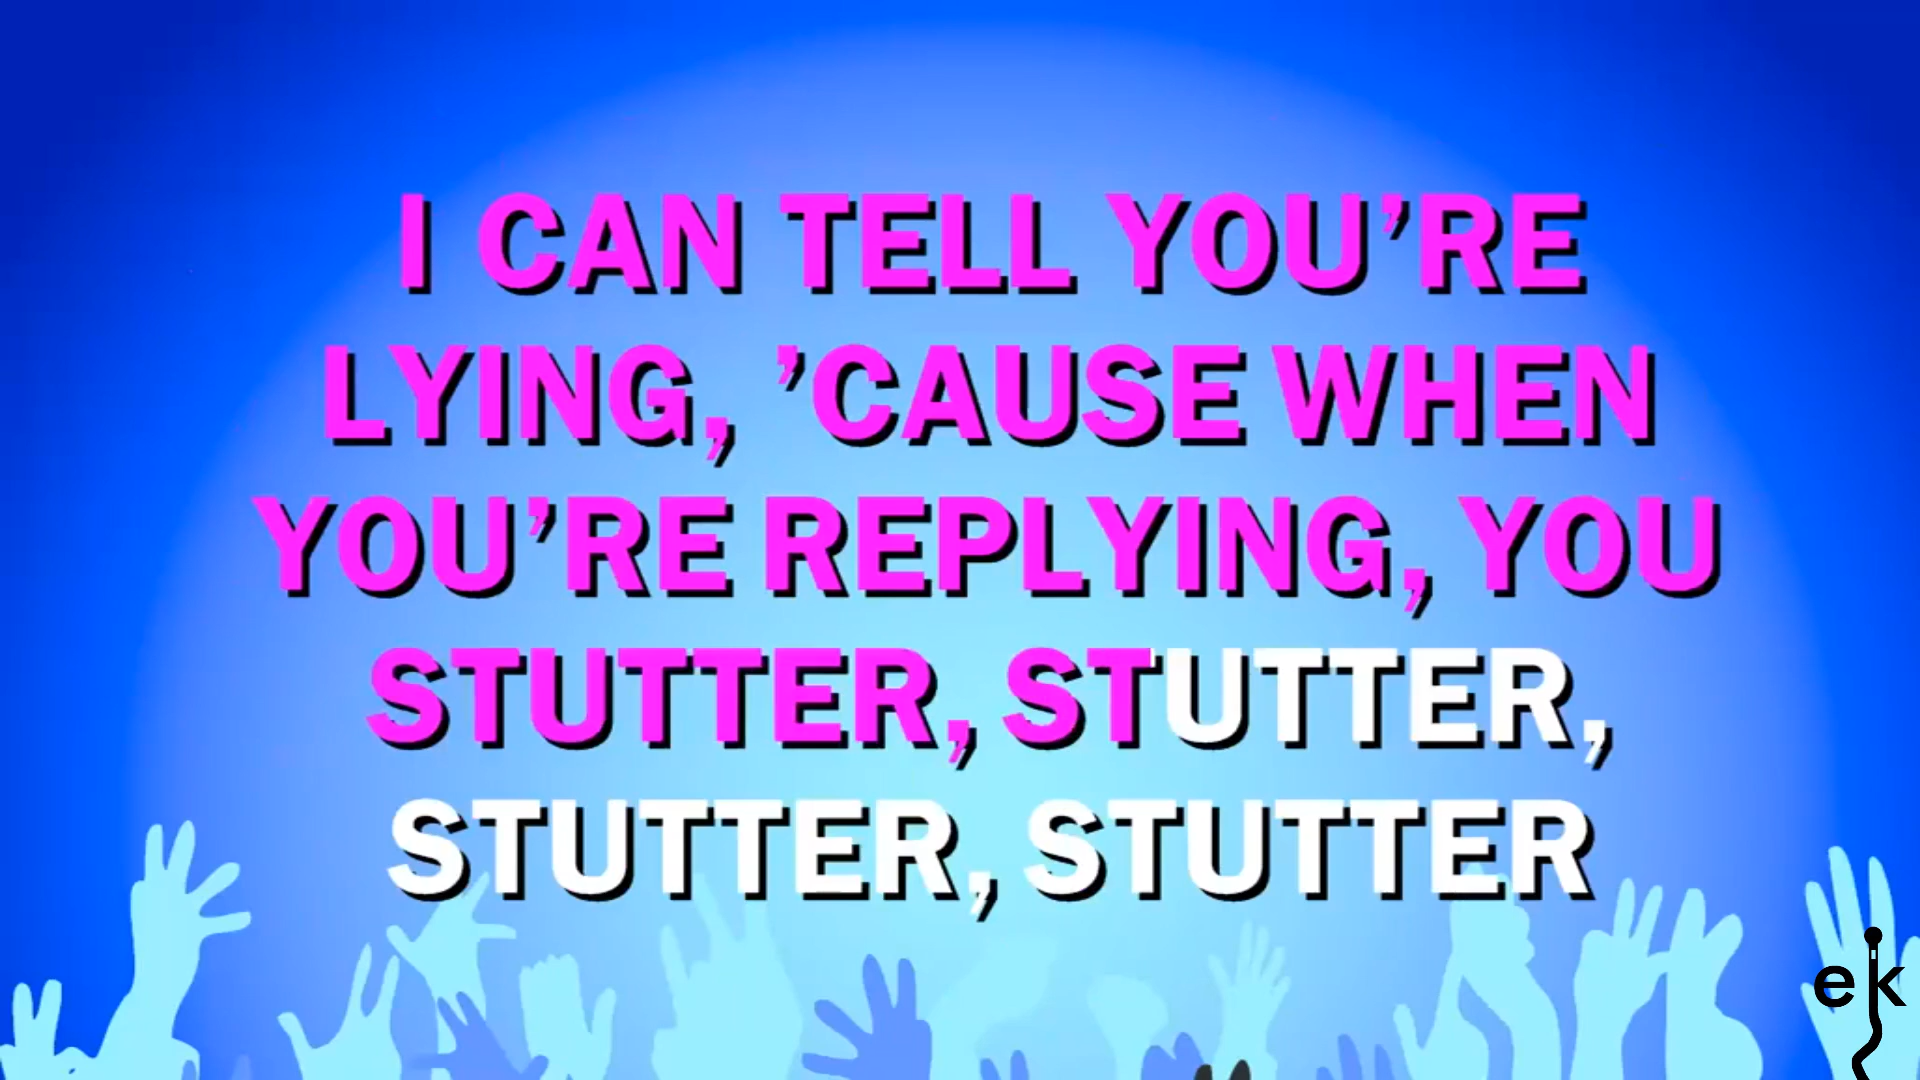 I CAN TELL YOU’RE
LYING, ’CAUSE WHEN
YOU’RE REPLYING, YOU
STUTTER, STUTTER,
STUTTER, STUTTER
ek